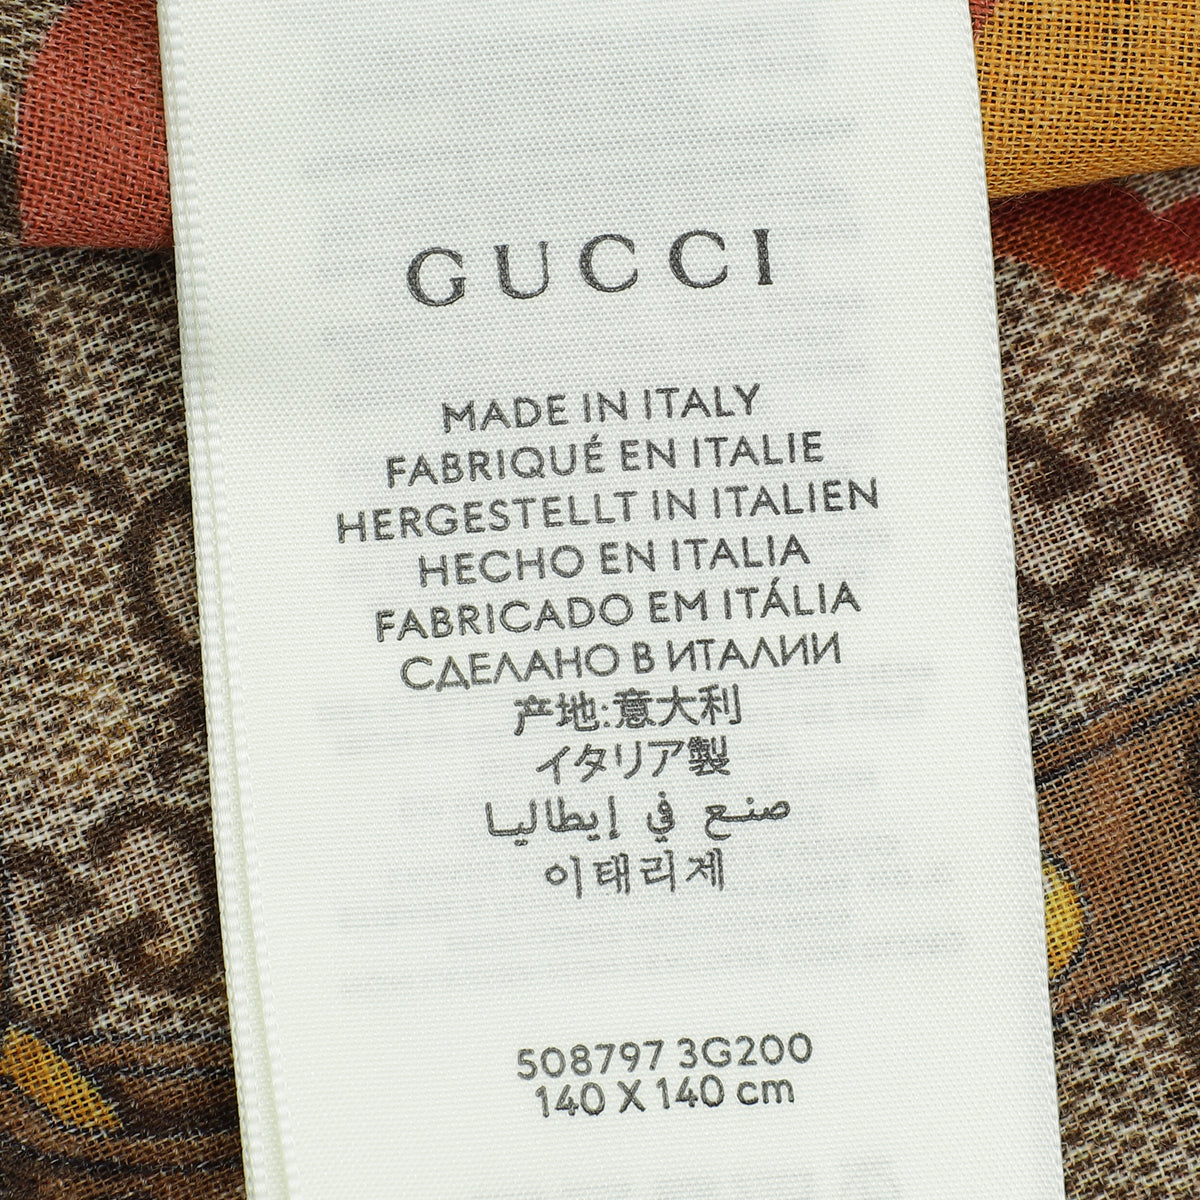 GUCCI
MADE IN ITALY
FABRIQUÉ EN ITALIE
HERGESTELLT IN ITALIEN
HECHO EN ITALIA
FABRICADO EM ITÁLIA
СДЕЛАНО В ИТАЛИИ
产地:意大利
イタリア製
صنع في إيطاليا
이태리제
508797 3G200
140 X 140 cm